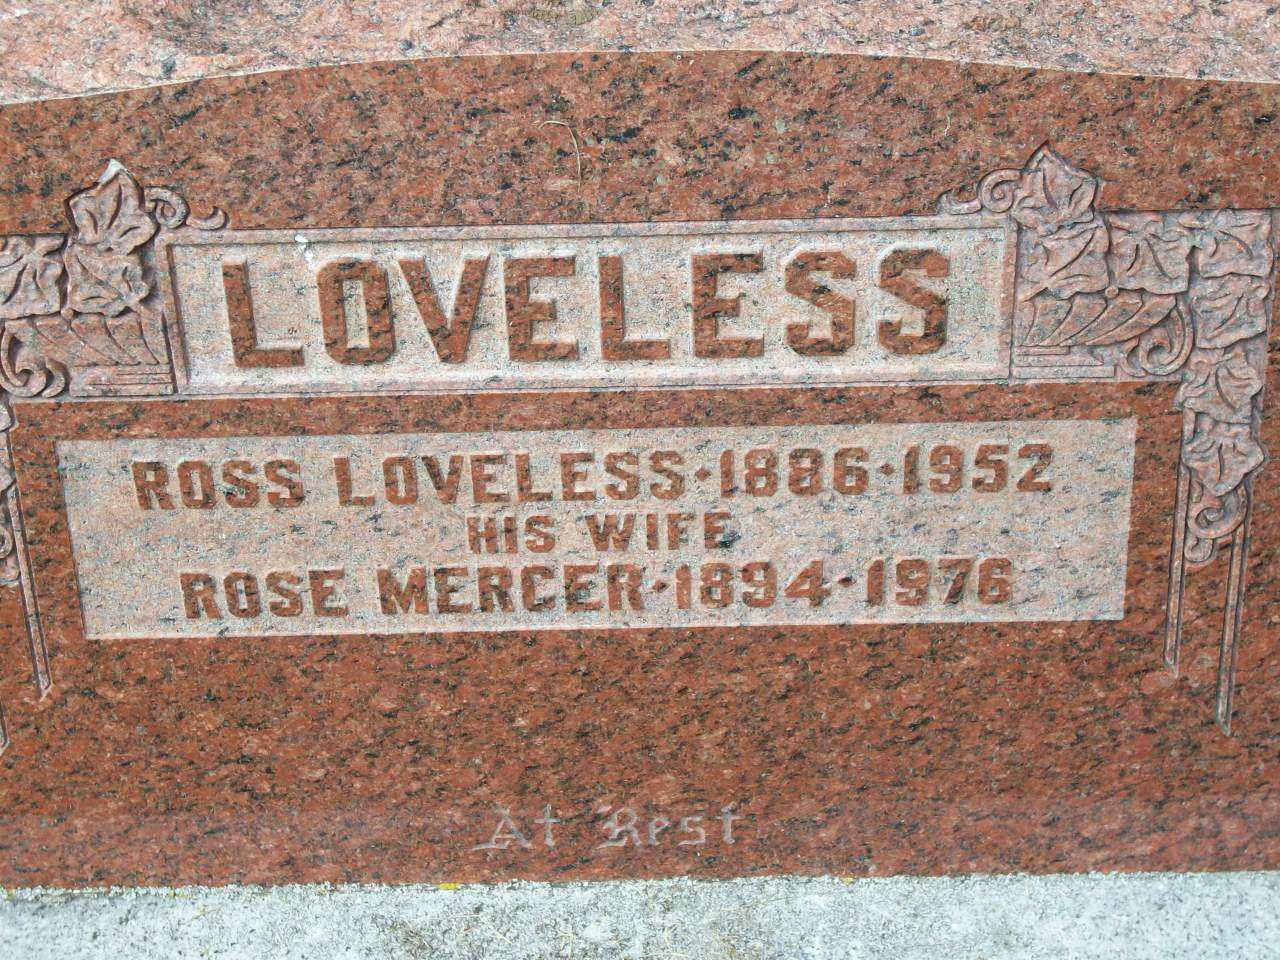 LOVELESS
ROSS LOVELESS·1886·1952
HIS WIFE
ROSE MERCER·1894·1976
At Rest